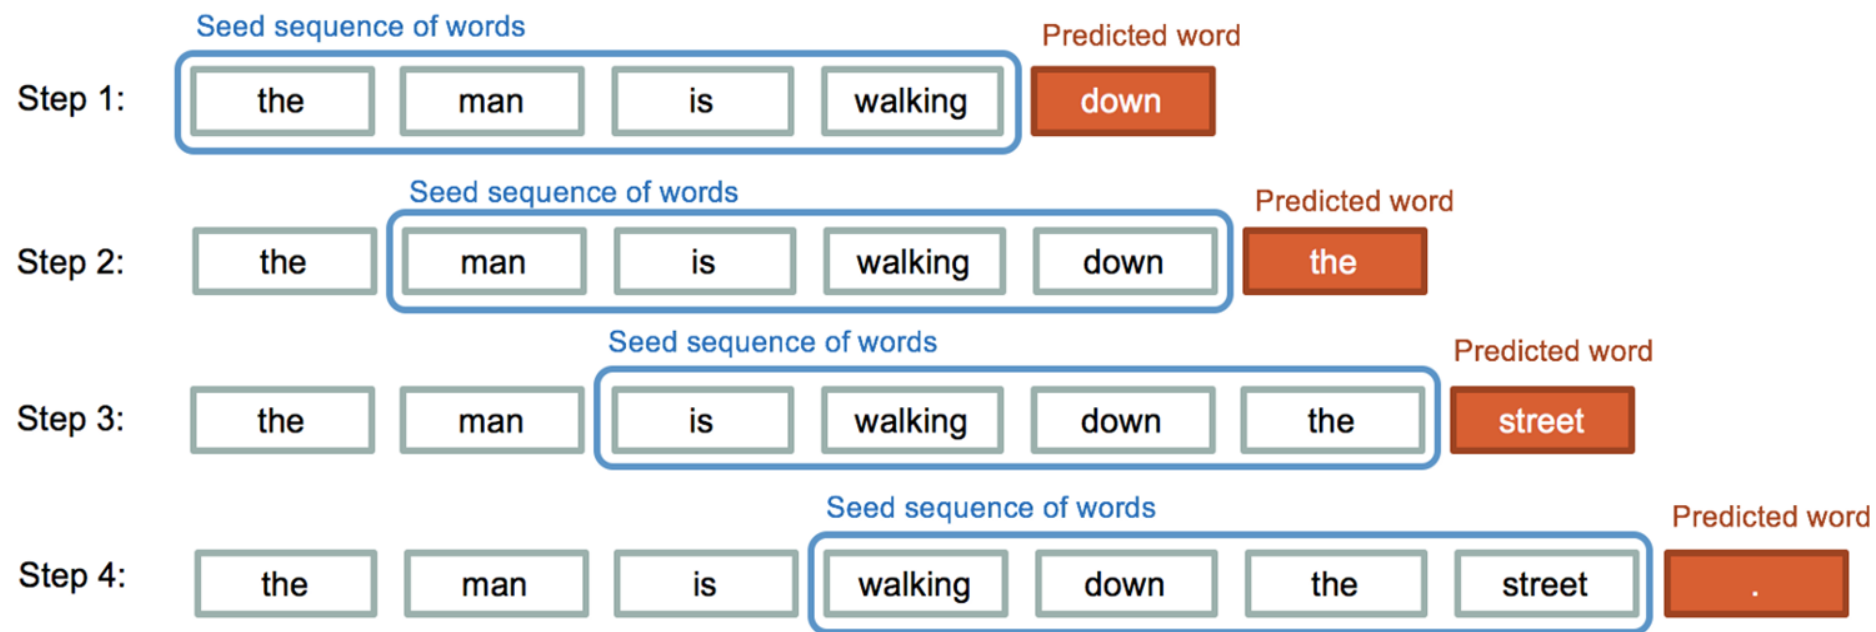 Seed sequence of words
Predicted word
Step 1: the man is walking down
Seed sequence of words
Predicted word
Step 2: the man is walking down the
Seed sequence of words
Predicted word
Step 3: the man is walking down the street
Seed sequence of words
Predicted word
Step 4: the man is walking down the street .